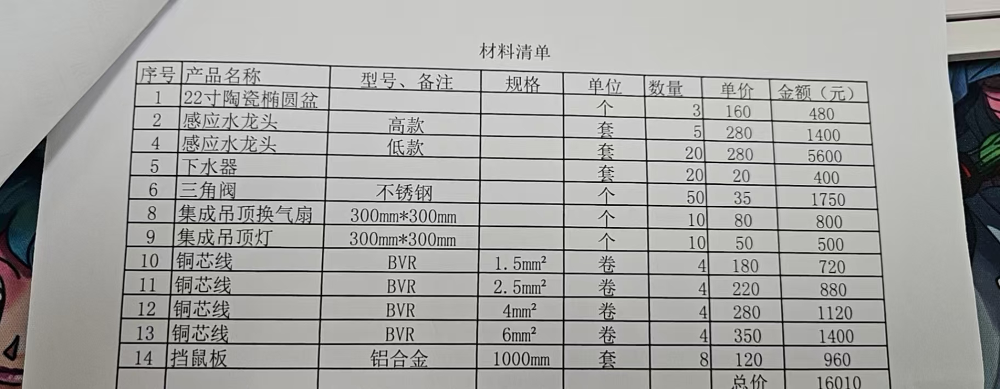 材料清单
序号 产品名称 型号、备注 规格 单位 数量 单价 金额（元）
1 22寸陶瓷椭圆盆 个 3 160 480
2 感应水龙头 高款 套 5 280 1400
4 感应水龙头 低款 套 20 280 5600
5 下水器 套 20 20 400
6 三角阀 不锈钢 个 50 35 1750
8 集成吊顶换气扇 300mm*300mm 个 10 80 800
9 集成吊顶灯 300mm*300mm 个 10 50 500
10 铜芯线 BVR 1.5mm² 卷 4 180 720
11 铜芯线 BVR 2.5mm² 卷 4 220 880
12 铜芯线 BVR 4mm² 卷 4 280 1120
13 铜芯线 BVR 6mm² 卷 4 350 1400
14 挡鼠板 铝合金 1000mm 套 8 120 960
总价 16010